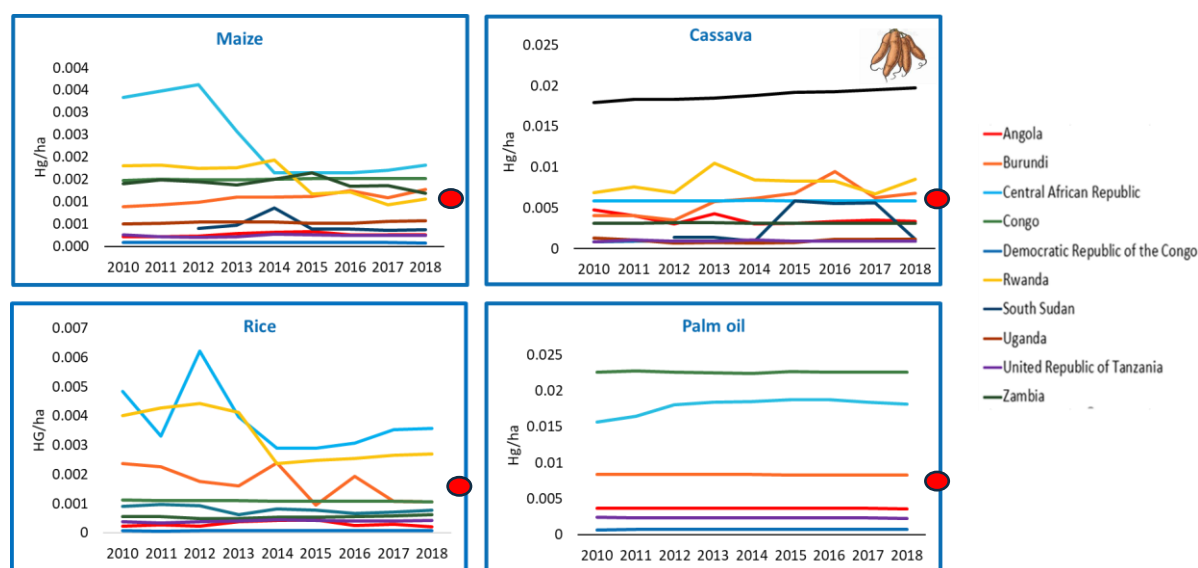 Maize
0.004
0.004
0.003
0.003
0.002
0.002
0.001
0.001
0.000
Hg/ha
2010 2011 2012 2013 2014 2015 2016 2017 2018
Cassava
0.025
0.02
0.015
0.01
0.005
0
Hg/ha
2010 2011 2012 2013 2014 2015 2016 2017 2018
Rice
0.007
0.006
0.005
0.004
0.003
0.002
0.001
0
HG/ha
2010 2011 2012 2013 2014 2015 2016 2017 2018
Palm oil
0.025
0.02
0.015
0.01
0.005
0
Hg/ha
2010 2011 2012 2013 2014 2015 2016 2017 2018
Angola
Burundi
Central African Republic
Congo
Democratic Republic of the Congo
Rwanda
South Sudan
Uganda
United Republic of Tanzania
Zambia